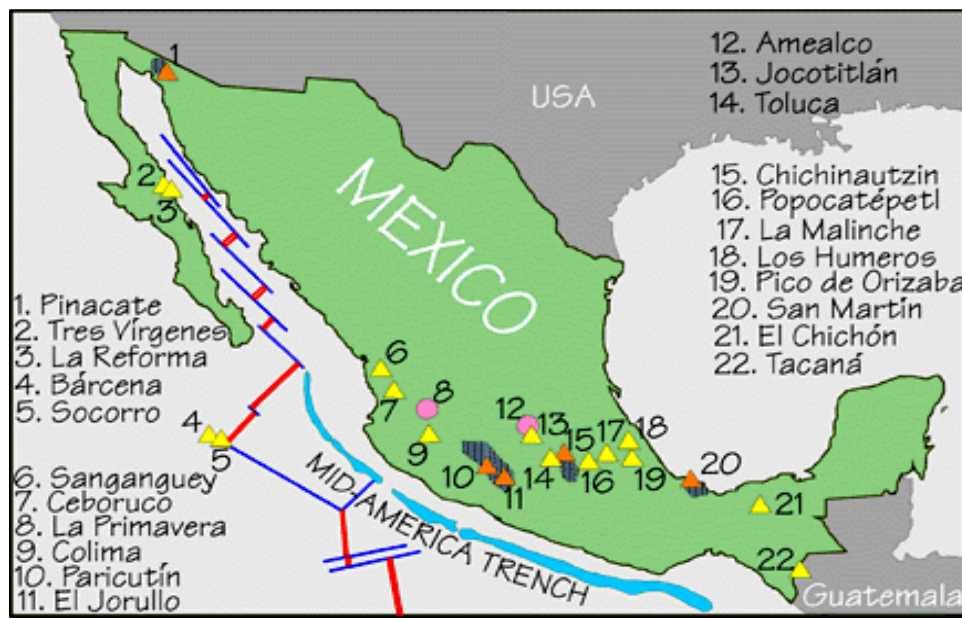 12. Amealco
13. Jocotitlán
14. Toluca
1
USA
15. Chichinautzin
16. Popocatépetl
17. La Malinche
18. Los Humeros
19. Pico de Orizaba
20. San Martín
21. El Chichón
22. Tacaná
2
3
MEXICO
1. Pinacate
2. Tres Vírgenes
3. La Reforma
4. Bárcena
5. Socorro
6
7
8
4
5
9
12
13
15
17
18
10
11
14
16
19
20
21
22
6. Sanganguey
7. Ceboruco
8. La Primavera
9. Colima
10. Paricutín
11. El Jorullo
MID-AMERICA TRENCH
Guatemala